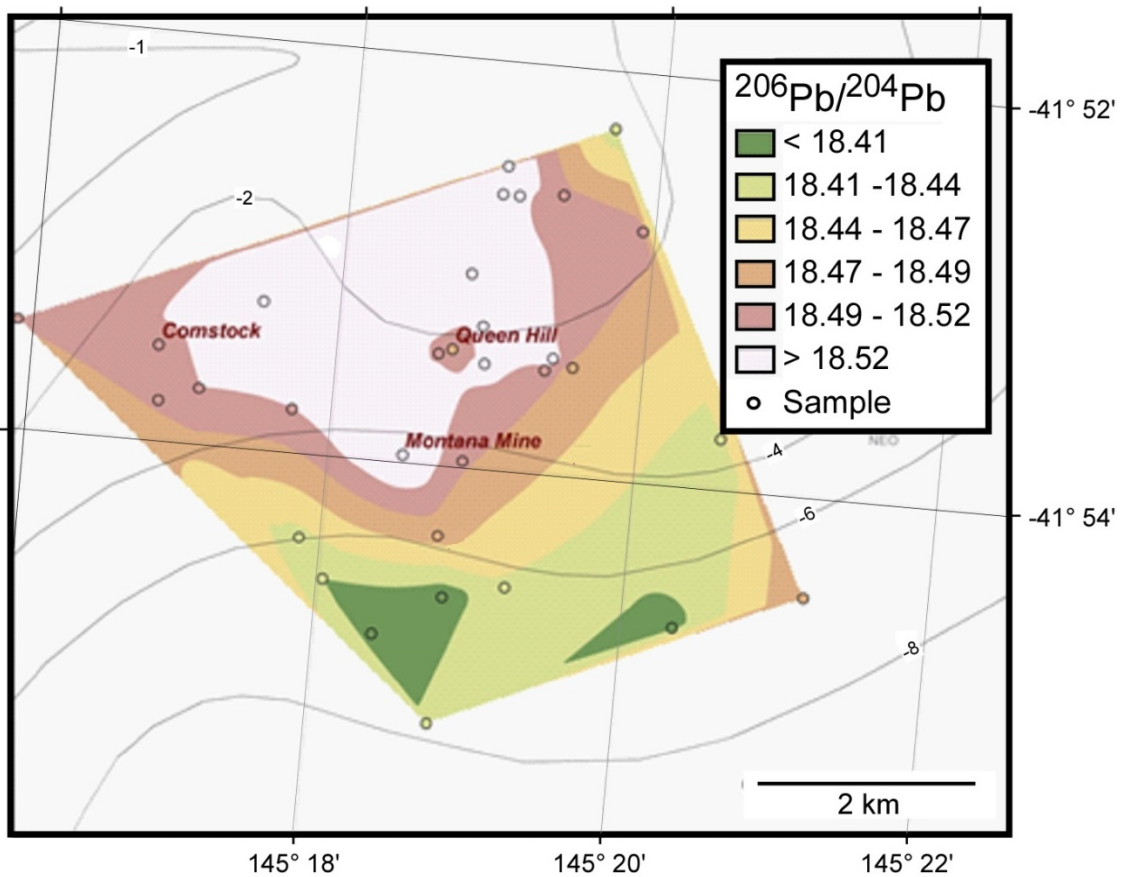 -1
-2
²⁰⁶Pb/²⁰⁴Pb
< 18.41
18.41 -18.44
18.44 - 18.47
18.47 - 18.49
18.49 - 18.52
> 18.52
Sample
-41° 52'
Comstock
Queen Hill
Montana Mine
NEO
-4
-6
-41° 54'
-8
2 km
145° 18'
145° 20'
145° 22'